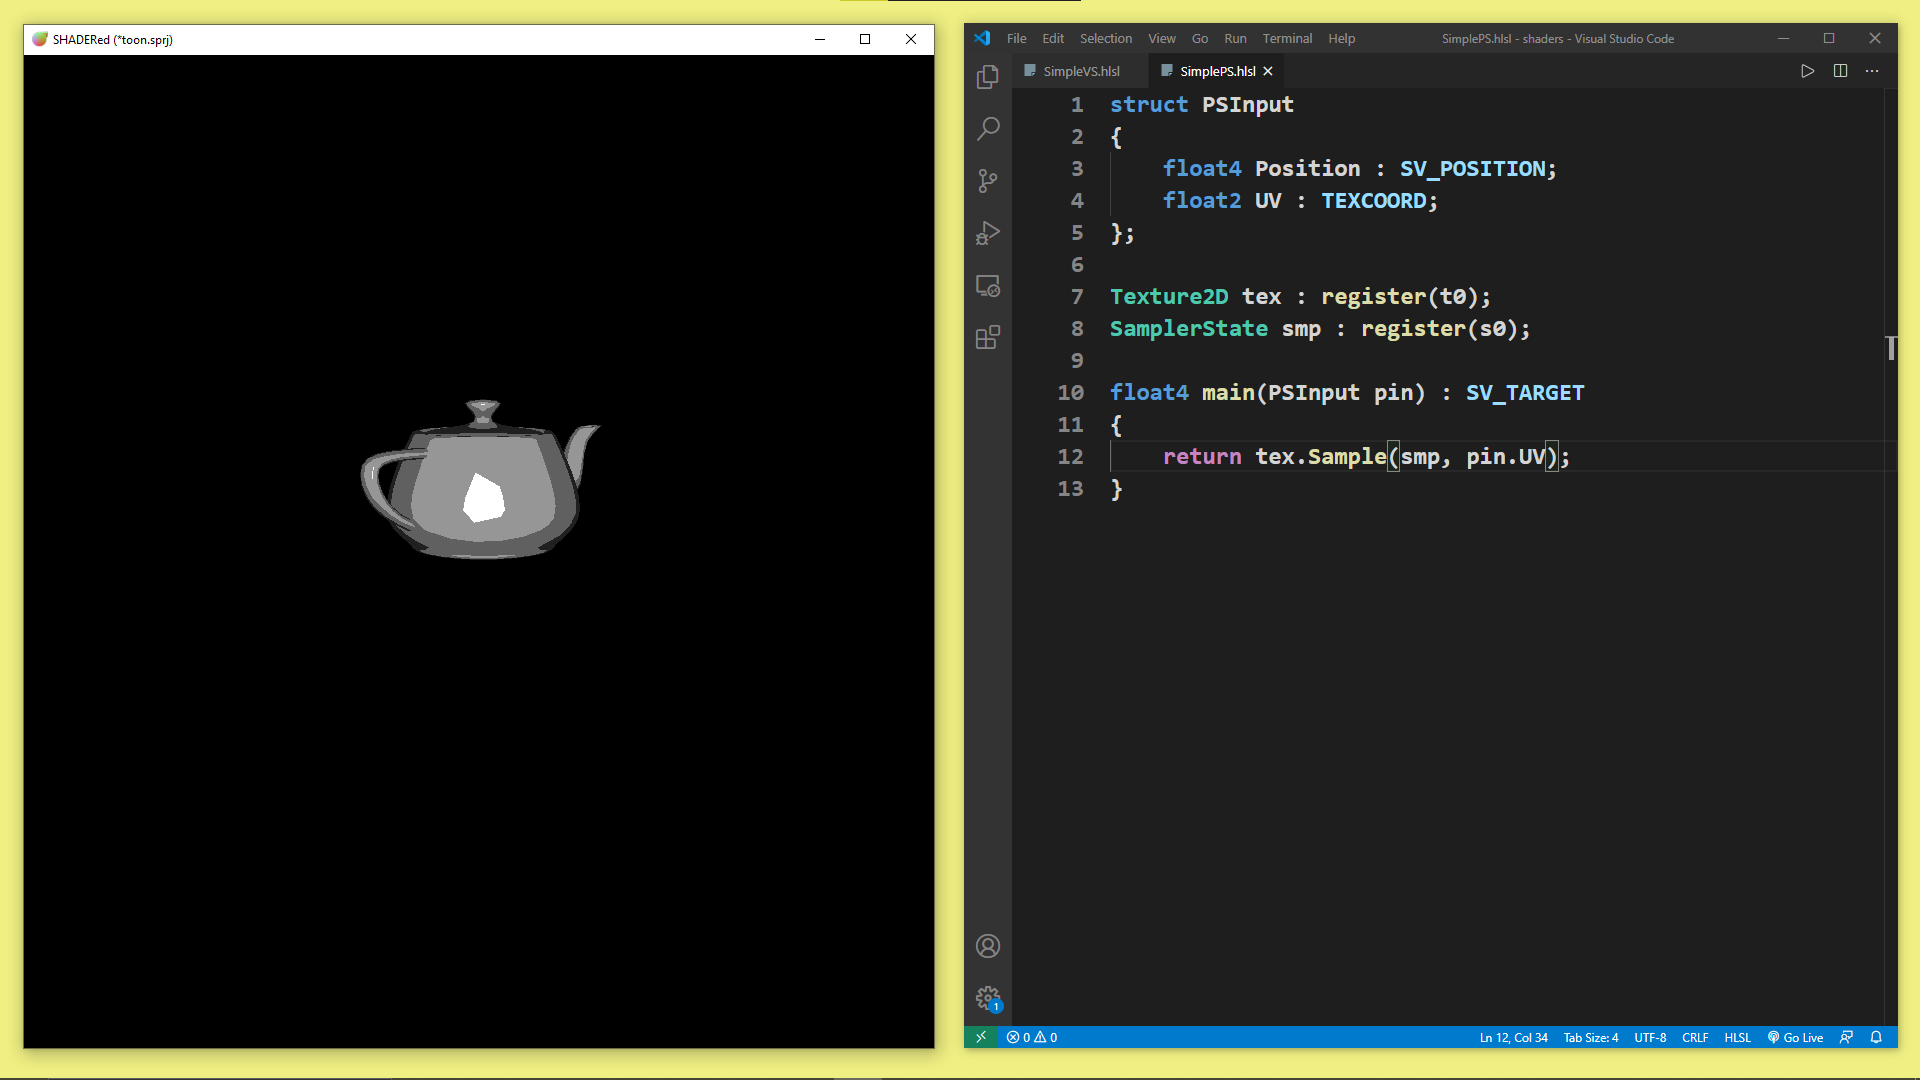 SHADERed (*toon.sprj)
File Edit Selection View Go Run Terminal Help SimplePS.hlsl - shaders - Visual Studio Code
SimpleVS.hlsl SimplePS.hlsl
1 struct PSInput
2 {
3 float4 Position : SV_POSITION;
4 float2 UV : TEXCOORD;
5 };
6
7 Texture2D tex : register(t0);
8 SamplerState smp : register(s0);
9
10 float4 main(PSInput pin) : SV_TARGET
11 {
12 return tex.Sample(smp, pin.UV);
13 }
1
0 0 Ln 12, Col 34 Tab Size: 4 UTF-8 CRLF HLSL Go Live